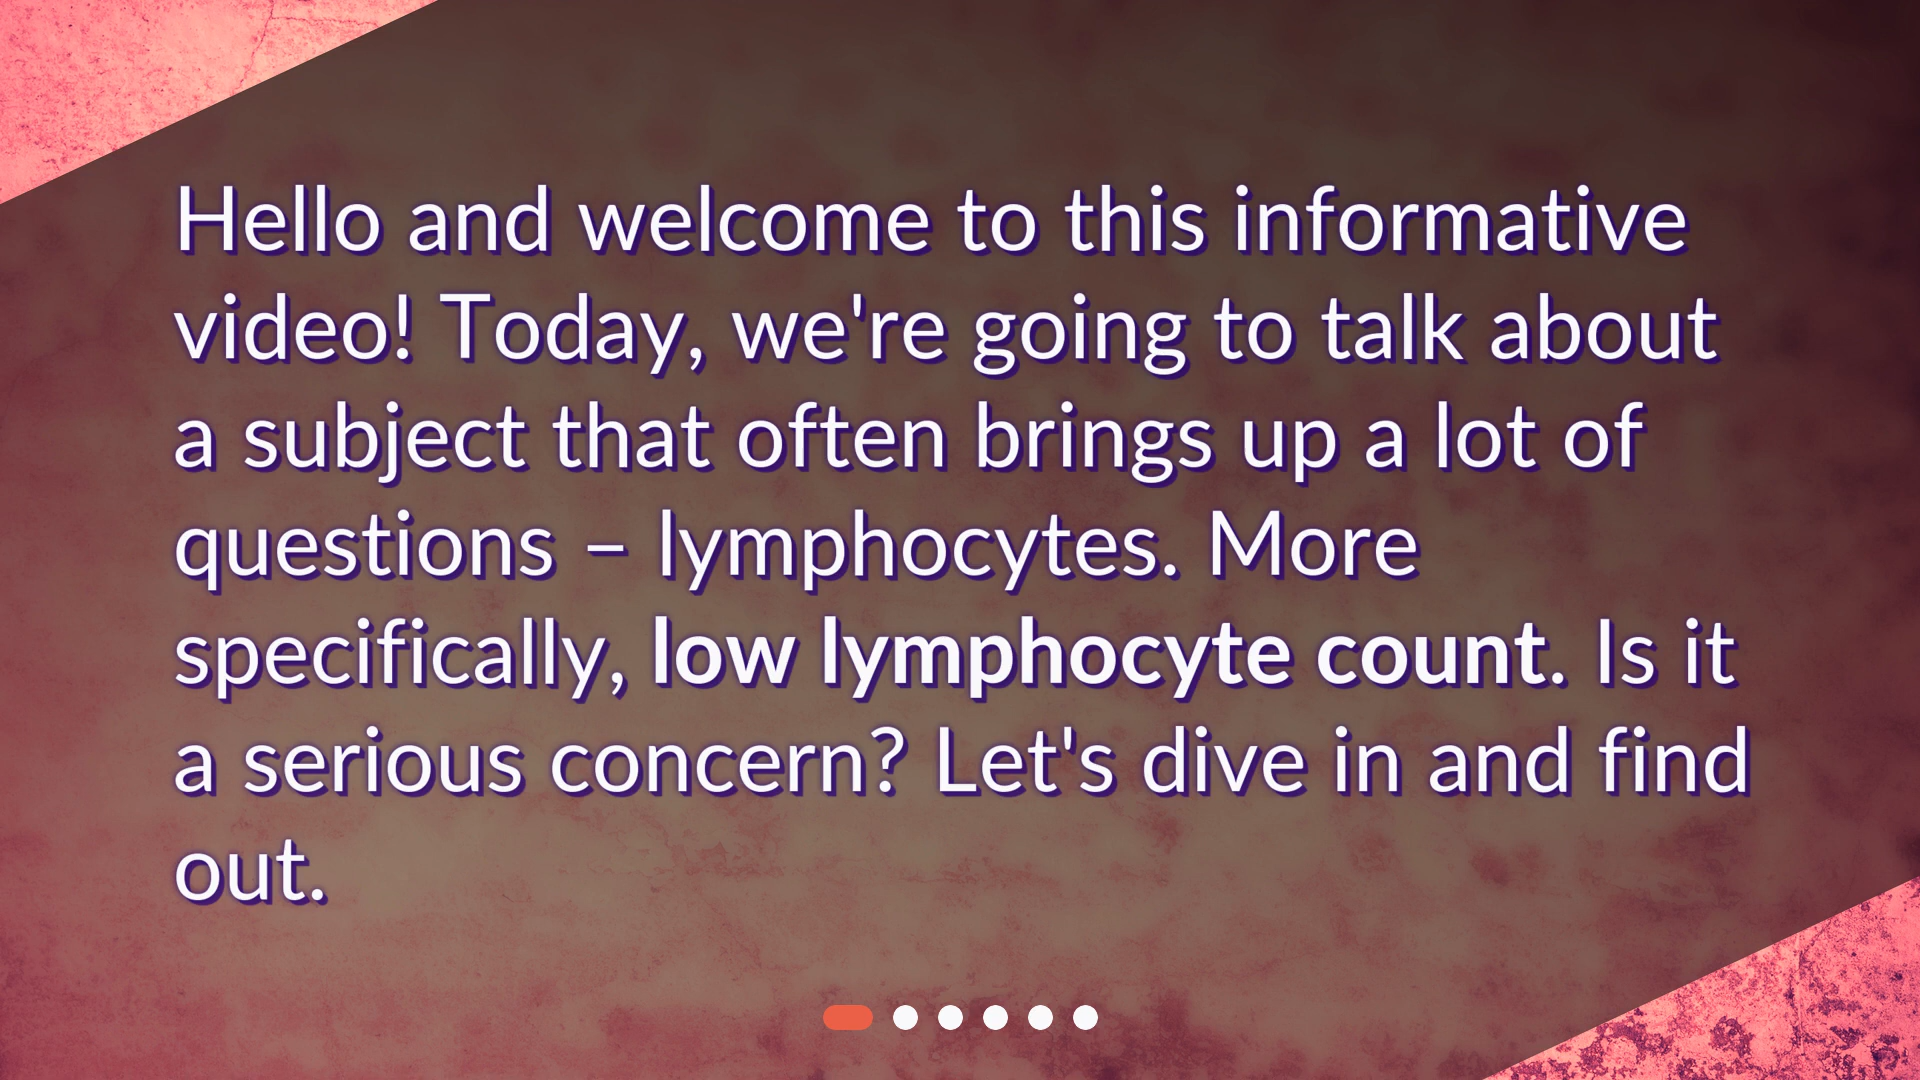 Hello and welcome to this informative
video! Today, we're going to talk about
a subject that often brings up a lot of
questions – lymphocytes. More
specifically, low lymphocyte count. Is it
a serious concern? Let's dive in and find
out.